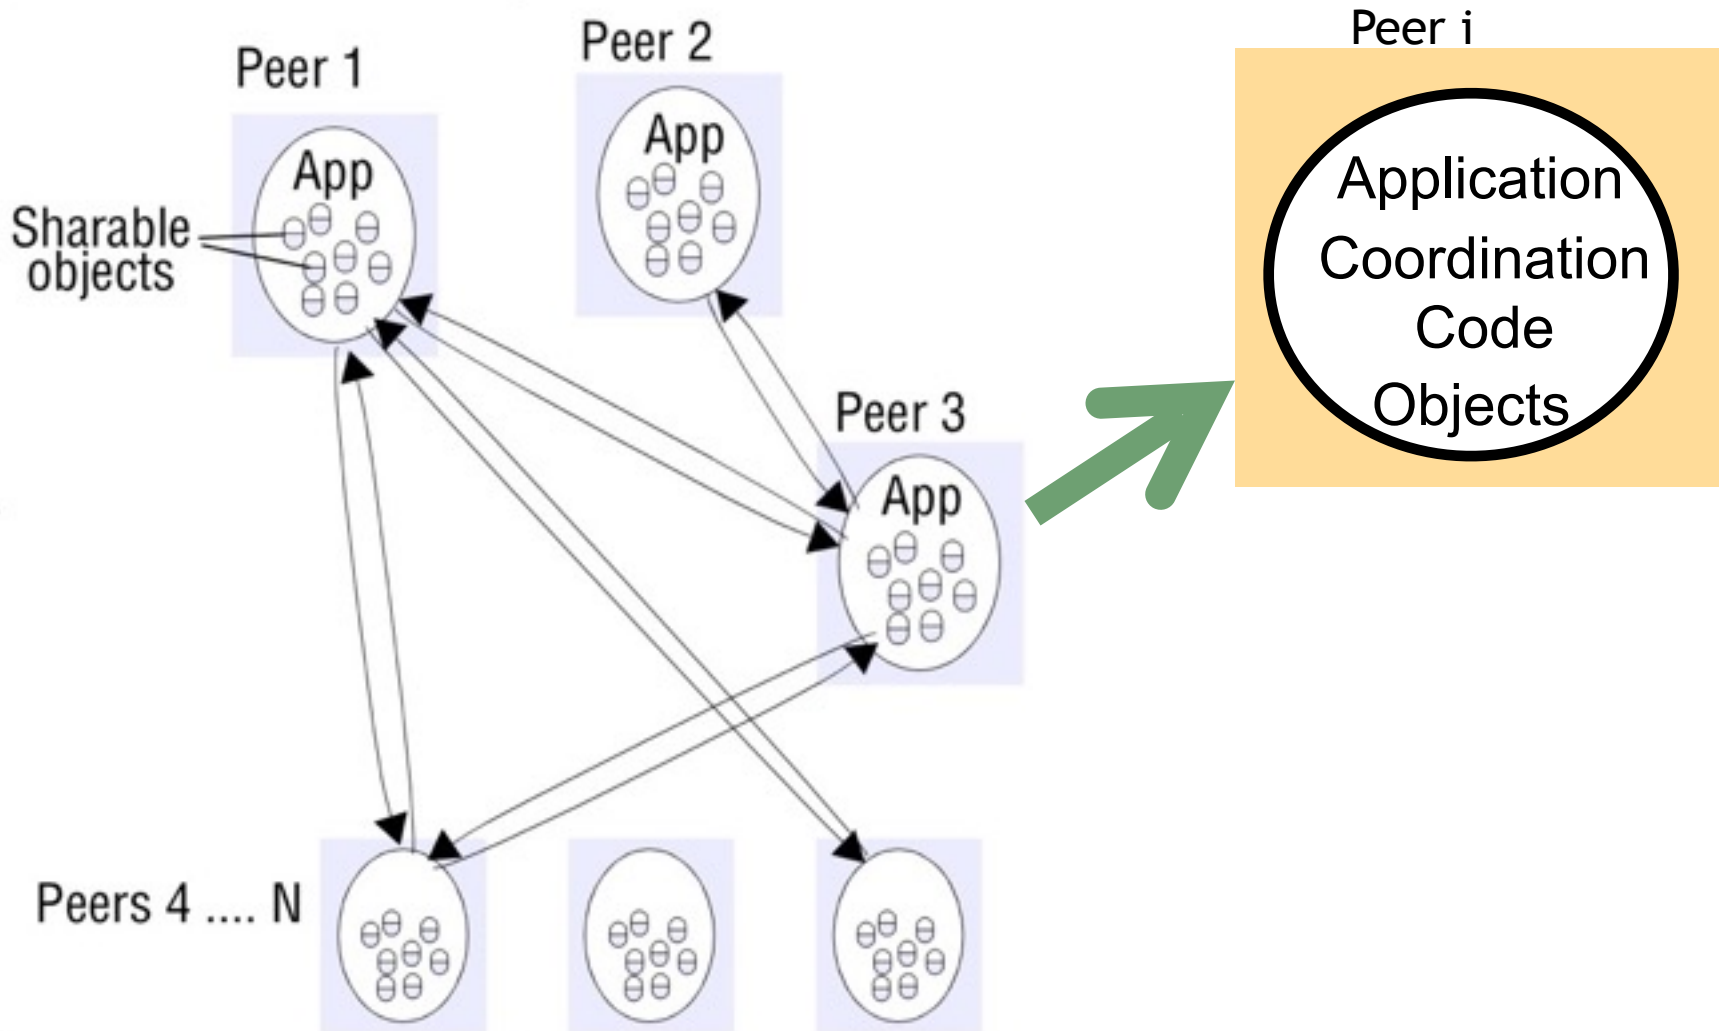 Peer 1
Peer 2
Peer i
App
App
Sharable
objects
Application
Coordination
Code
Objects
Peer 3
App
Peers 4 .... N